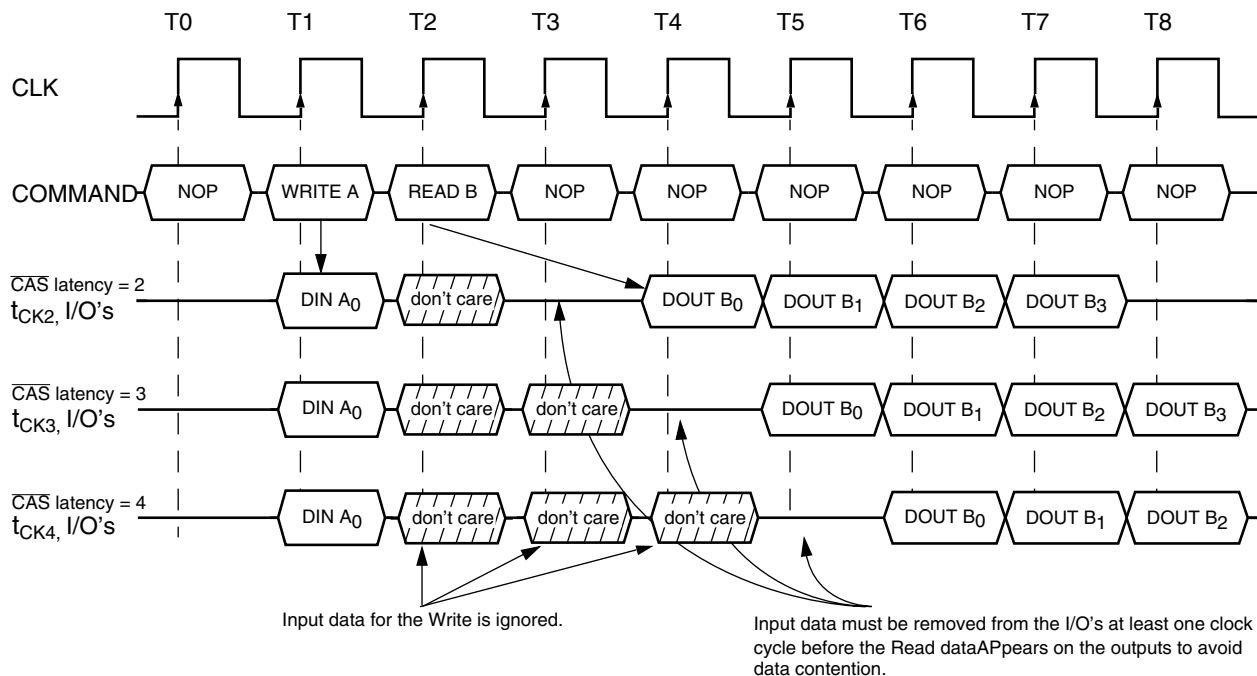 T0 T1 T2 T3 T4 T5 T6 T7 T8
CLK
COMMAND NOP WRITE A READ B NOP NOP NOP NOP NOP NOP
CAS latency = 2
tCK2, I/O's DIN A0 don't care DOUT B0 DOUT B1 DOUT B2 DOUT B3
CAS latency = 3
tCK3, I/O's DIN A0 don't care don't care DOUT B0 DOUT B1 DOUT B2 DOUT B3
CAS latency = 4
tCK4, I/O's DIN A0 don't care don't care don't care DOUT B0 DOUT B1 DOUT B2
Input data for the Write is ignored.
Input data must be removed from the I/O's at least one clock
cycle before the Read dataAPpears on the outputs to avoid
data contention.